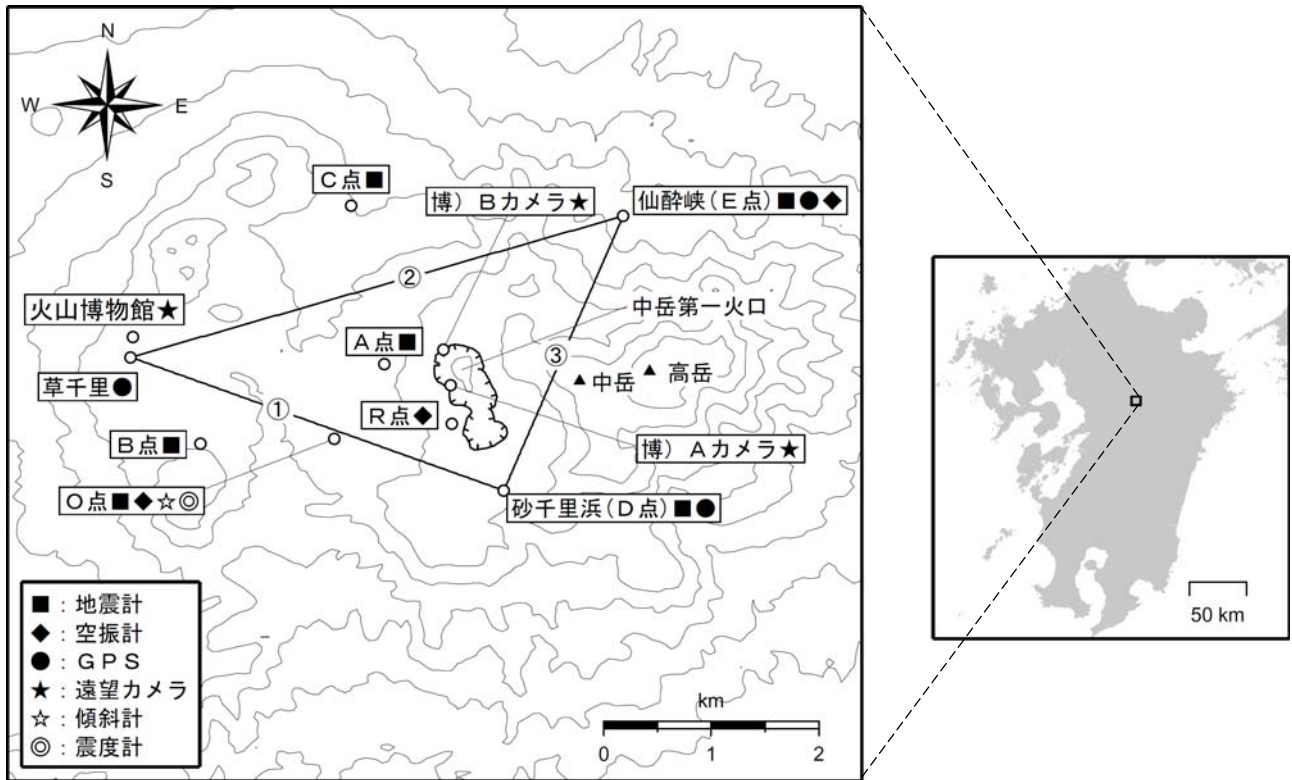 N
W
E
S
C点■
博）Bカメラ★
仙酔峡（E点）■●◆
②
火山博物館★
中岳第一火口
A点■
③
草千里●
▲中岳
▲ 高岳
①
R点◆
B点■
博）Aカメラ★
O点■◆☆◎
砂千里浜（D点）■●
■：地震計
◆：空振計
●：GPS
★：遠望カメラ
☆：傾斜計
◎：震度計
km
0 1 2
50 km